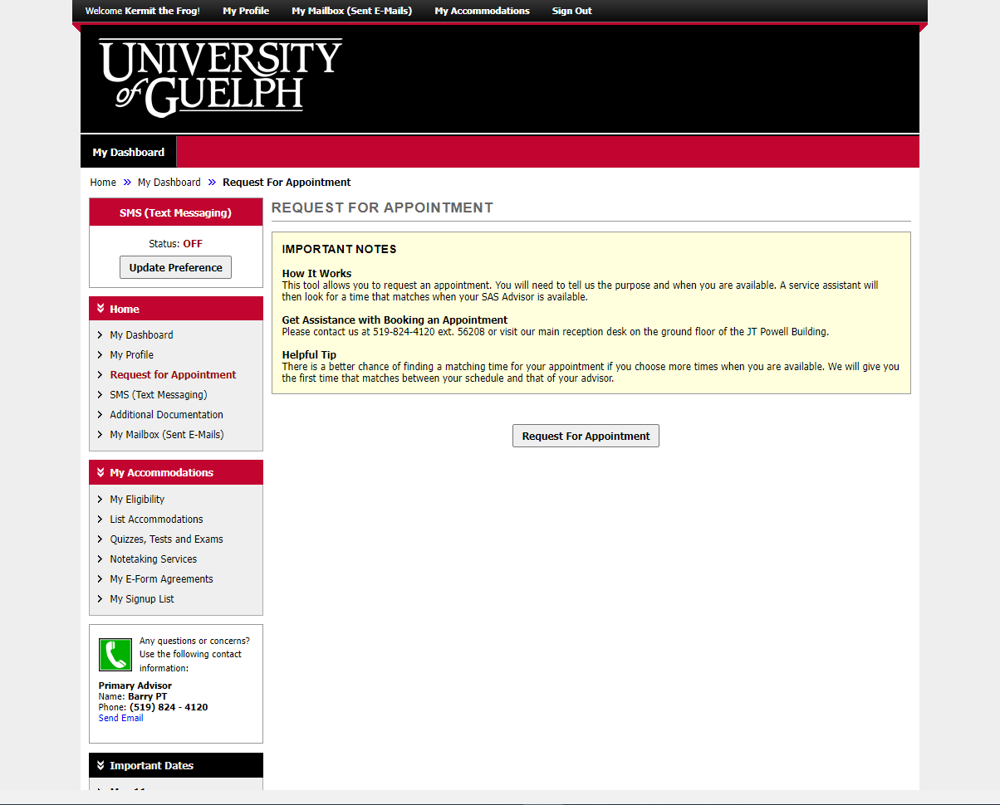 Welcome Kermit the Frog! My Profile My Mailbox (Sent E-Mails) My Accommodations Sign Out
UNIVERSITY
of GUELPH
My Dashboard
Home » My Dashboard » Request For Appointment
SMS (Text Messaging)
Status: OFF
Update Preference
Home
My Dashboard
My Profile
Request for Appointment
SMS (Text Messaging)
Additional Documentation
My Mailbox (Sent E-Mails)
My Accommodations
My Eligibility
List Accommodations
Quizzes, Tests and Exams
Notetaking Services
My E-Form Agreements
My Signup List
Any questions or concerns?
Use the following contact
information:
Primary Advisor
Name: Barry PT
Phone: (519) 824 - 4120
Send Email
Important Dates
REQUEST FOR APPOINTMENT
IMPORTANT NOTES
How It Works
This tool allows you to request an appointment. You will need to tell us the purpose and when you are available. A service assistant will
then look for a time that matches when your SAS Advisor is available.
Get Assistance with Booking an Appointment
Please contact us at 519-824-4120 ext. 56208 or visit our main reception desk on the ground floor of the JT Powell Building.
Helpful Tip
There is a better chance of finding a matching time for your appointment if you choose more times when you are available. We will give you
the first time that matches between your schedule and that of your advisor.
Request For Appointment